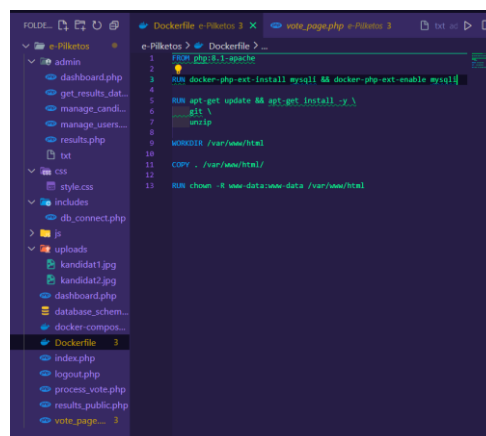 FOLDE...
Dockerfile e-Pilketos 3
vote_page.php e-Pilketos 3
txt ad
e-Pilketos
admin
dashboard.php
get_results_dat...
manage_candi...
manage_users....
results.php
txt
css
style.css
includes
db_connect.php
js
uploads
kandidat1.jpg
kandidat2.jpg
dashboard.php
database_schem...
docker-compos...
Dockerfile 3
index.php
logout.php
process_vote.php
results_public.php
vote_page.... 3
e-Pilketos > Dockerfile > ...
1 FROM php:8.1-apache
2
3 RUN docker-php-ext-install mysqli && docker-php-ext-enable mysqli
4
5 RUN apt-get update && apt-get install -y \
6 git \
7 unzip
8
9 WORKDIR /var/www/html
10
11 COPY . /var/www/html/
12
13 RUN chown -R www-data:www-data /var/www/html